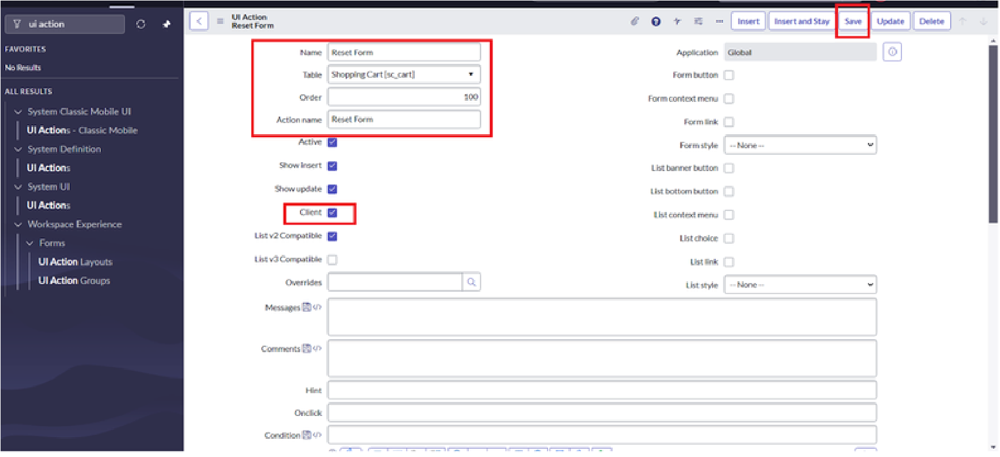 ui action
FAVORITES
No Results
ALL RESULTS
System Classic Mobile UI
UI Actions - Classic Mobile
System Definition
UI Actions
System UI
UI Actions
Workspace Experience
Forms
UI Action Layouts
UI Action Groups
UI Action
Reset Form
Insert
Insert and Stay
Save
Update
Delete
Name
Reset Form
Table
Shopping Cart [sc_cart]
Order
100
Action name
Reset Form
Active
Show insert
Show update
Client
List v2 Compatible
List v3 Compatible
Overrides
Application
Global
Form button
Form context menu
Form link
Form style
-- None --
List banner button
List bottom button
List context menu
List choice
List link
List style
-- None --
Messages
Comments
Hint
Onclick
Condition